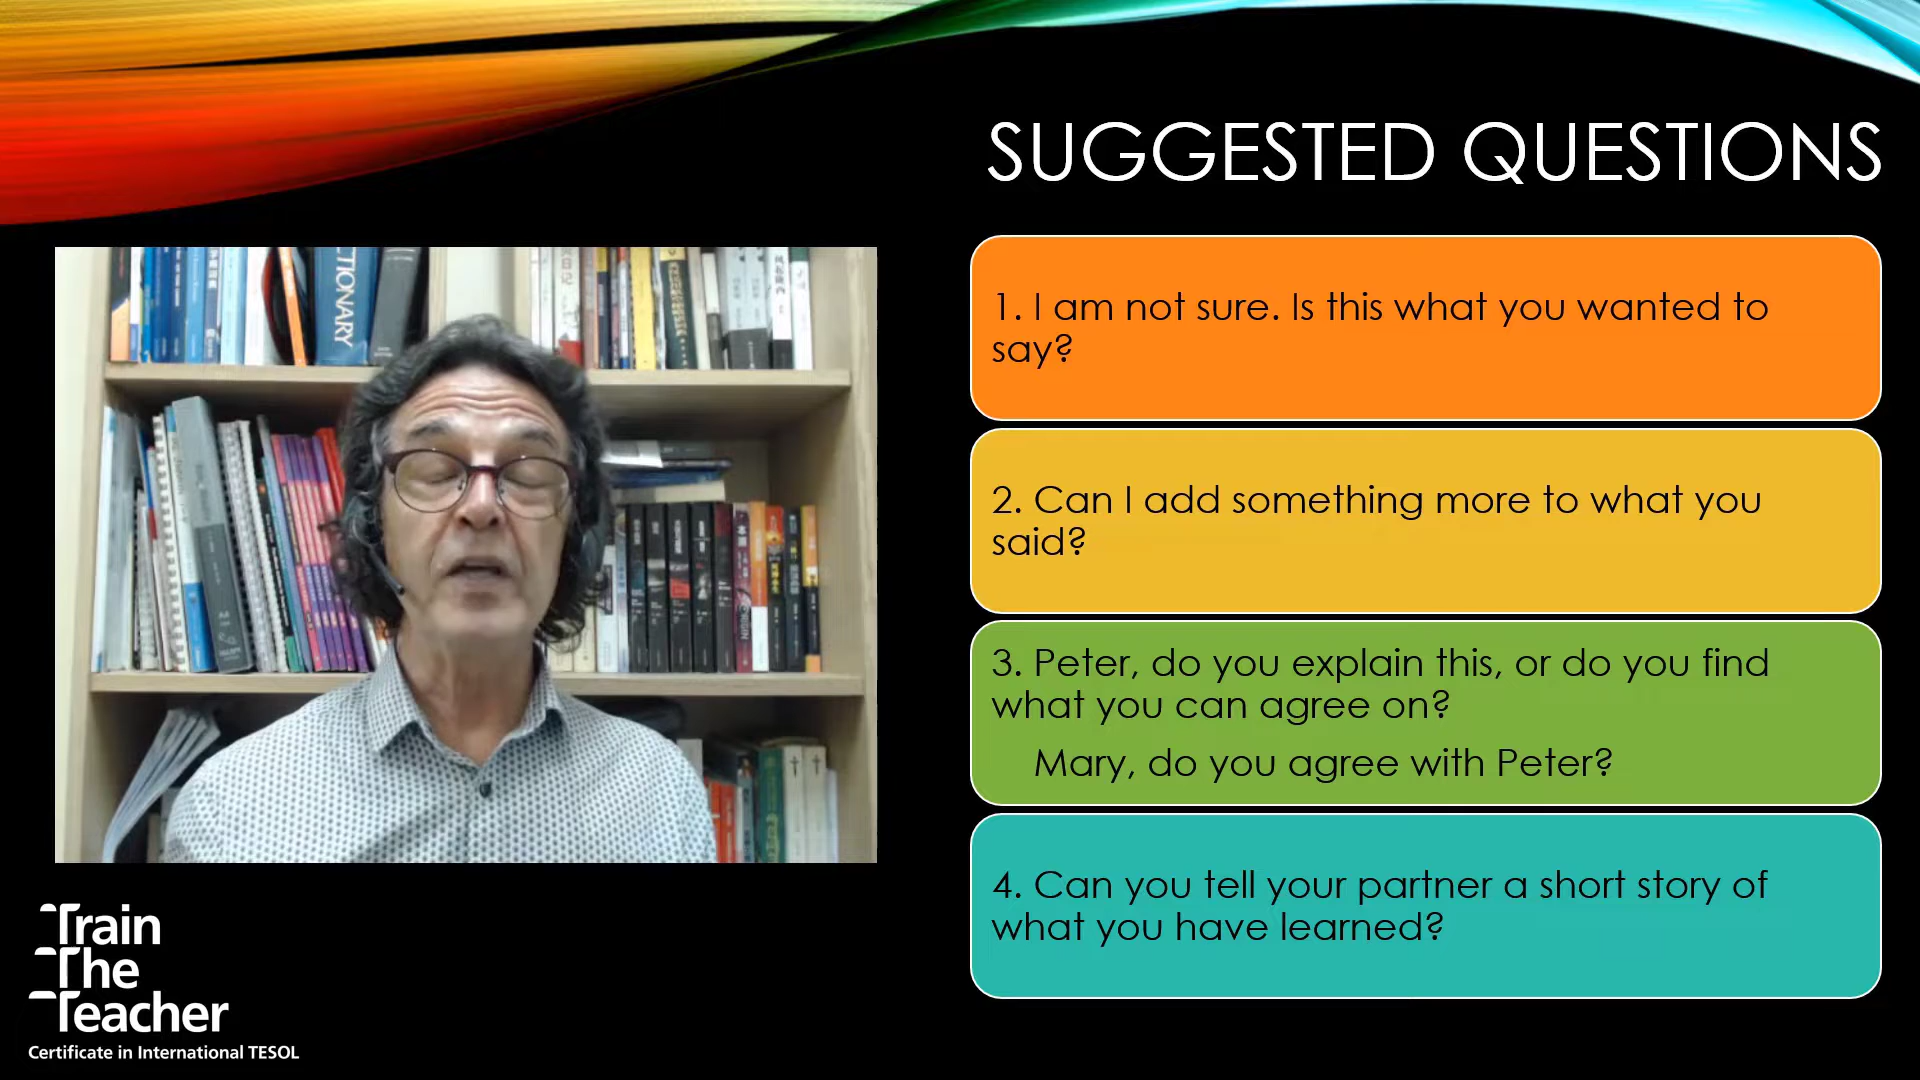 SUGGESTED QUESTIONS
1. I am not sure. Is this what you wanted to
say?
2. Can I add something more to what you
said?
3. Peter, do you explain this, or do you find
what you can agree on?
Mary, do you agree with Peter?
4. Can you tell your partner a short story of
what you have learned?
CTIONARY
Train
The
Teacher
Certificate in International TESOL